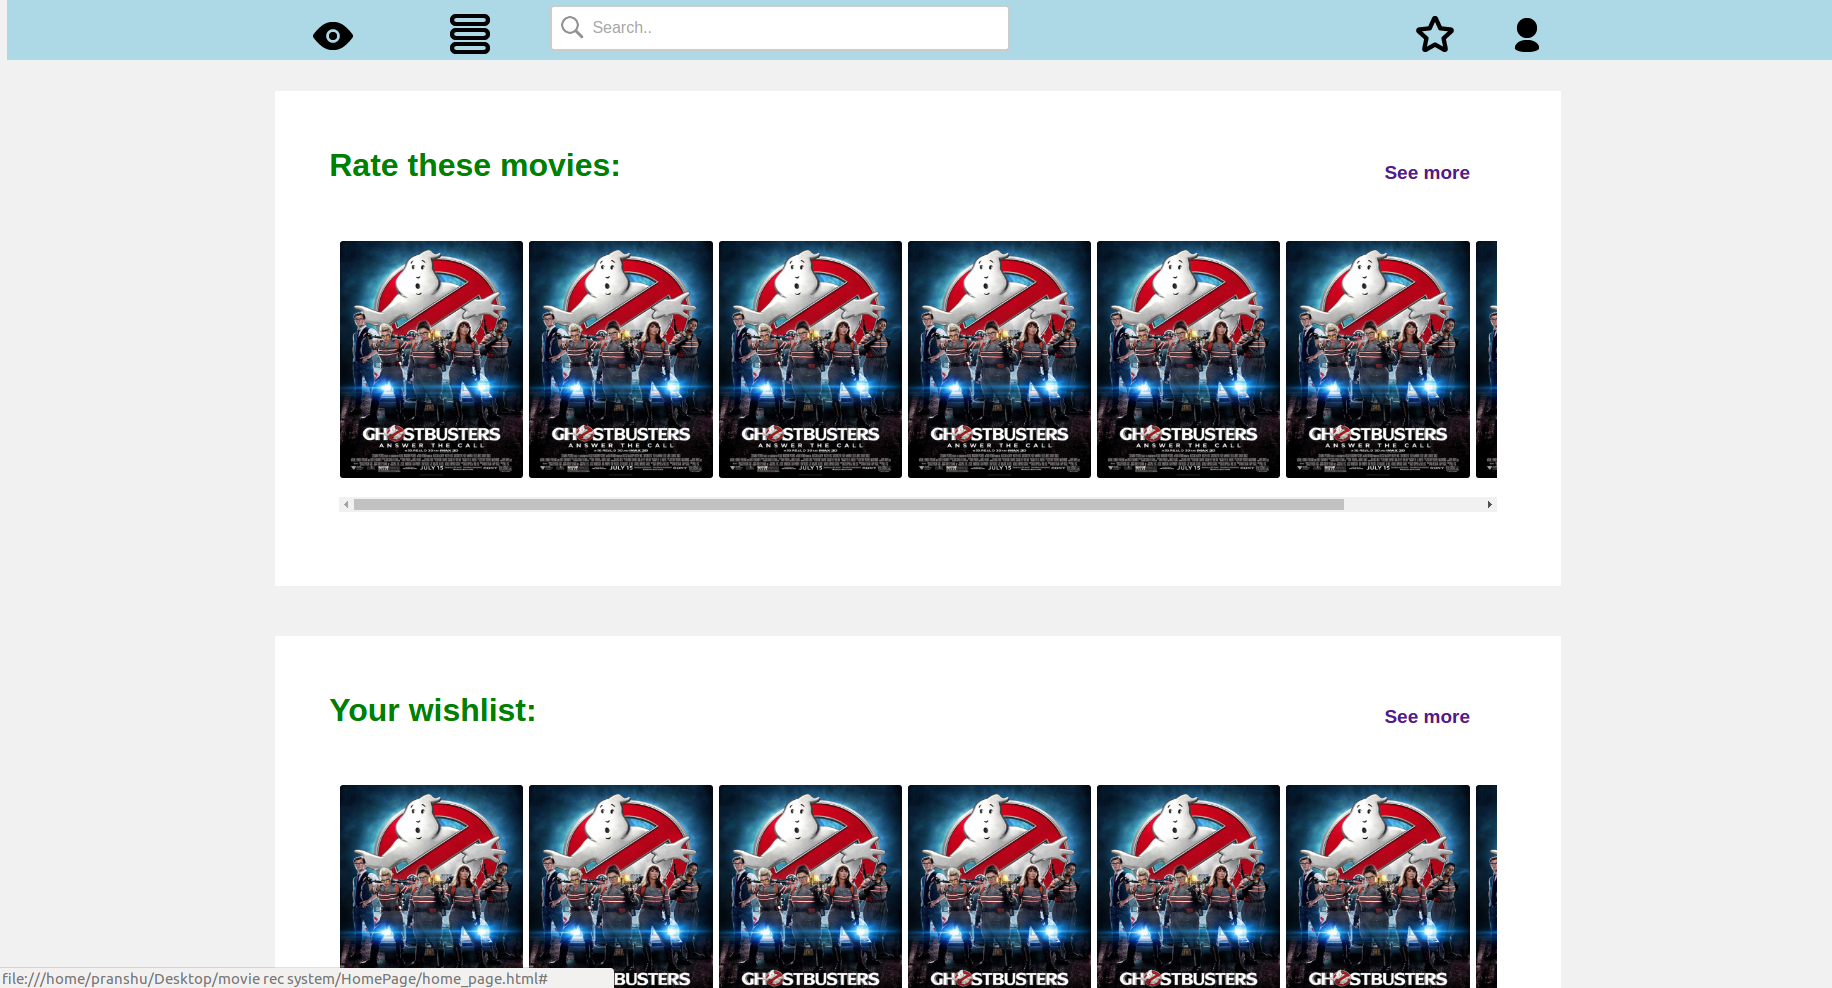 Search..
Rate these movies:
See more
GHOSTBUSTERS GHOSTBUSTERS GHOSTBUSTERS GHOSTBUSTERS GHOSTBUSTERS GHOSTBUSTERS
ANSWER THE CALL ANSWER THE CALL ANSWER THE CALL ANSWER THE CALL ANSWER THE CALL ANSWER THE CALL
JULY 15 JULY 15 JULY 15 JULY 15 JULY 15 JULY 15
Your wishlist:
See more
BUSTERS GHOSTBUSTERS GHOSTBUSTERS GHOSTBUSTERS GHOSTBUSTERS
file:///home/pranshu/Desktop/movie rec system/HomePage/home_page.html#